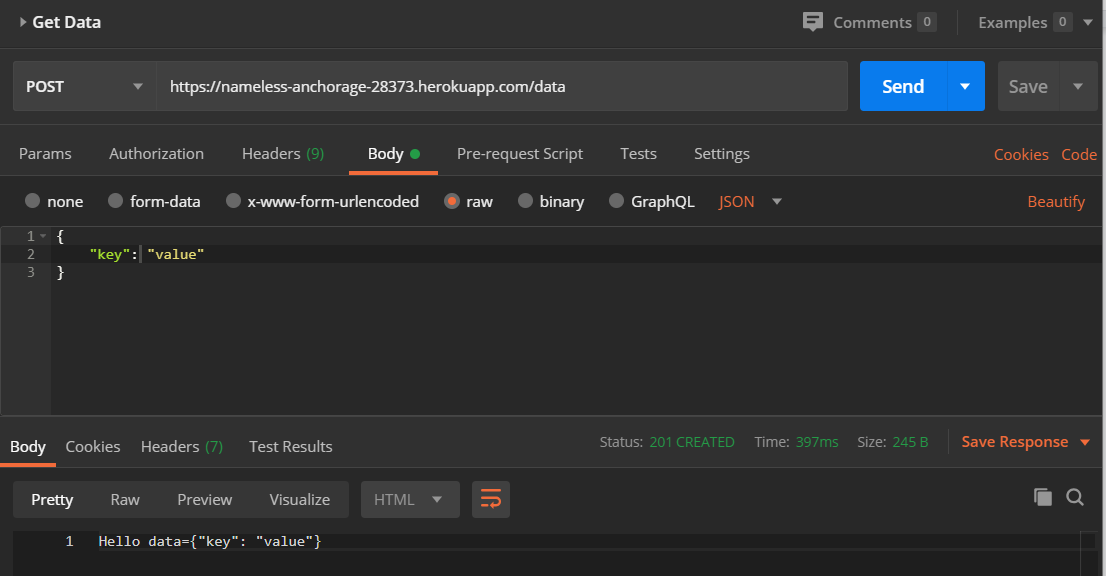 Get Data Comments 0 Examples 0
POST https://nameless-anchorage-28373.herokuapp.com/data Send Save
Params Authorization Headers (9) Body Pre-request Script Tests Settings Cookies Code
none form-data x-www-form-urlencoded raw binary GraphQL JSON Beautify
1 {
2 "key": "value"
3 }
Body Cookies Headers (7) Test Results Status: 201 CREATED Time: 397ms Size: 245 B Save Response
Pretty Raw Preview Visualize HTML
1 Hello data={"key": "value"}